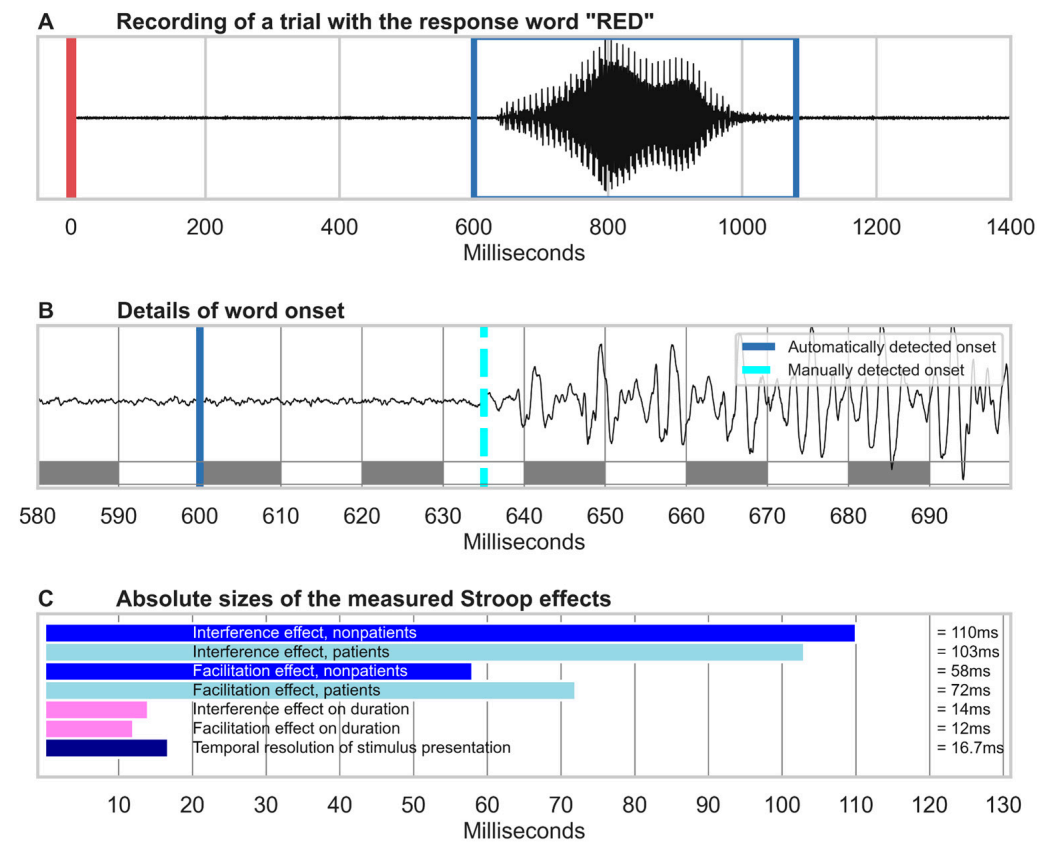 A Recording of a trial with the response word "RED"
0 200 400 600 800 1000 1200 1400
Milliseconds
B Details of word onset
Automatically detected onset
Manually detected onset
580 590 600 610 620 630 640 650 660 670 680 690
Milliseconds
C Absolute sizes of the measured Stroop effects
Interference effect, nonpatients = 110ms
Interference effect, patients = 103ms
Facilitation effect, nonpatients = 58ms
Facilitation effect, patients = 72ms
Interference effect on duration = 14ms
Facilitation effect on duration = 12ms
Temporal resolution of stimulus presentation = 16.7ms
10 20 30 40 50 60 70 80 90 100 110 120 130
Milliseconds